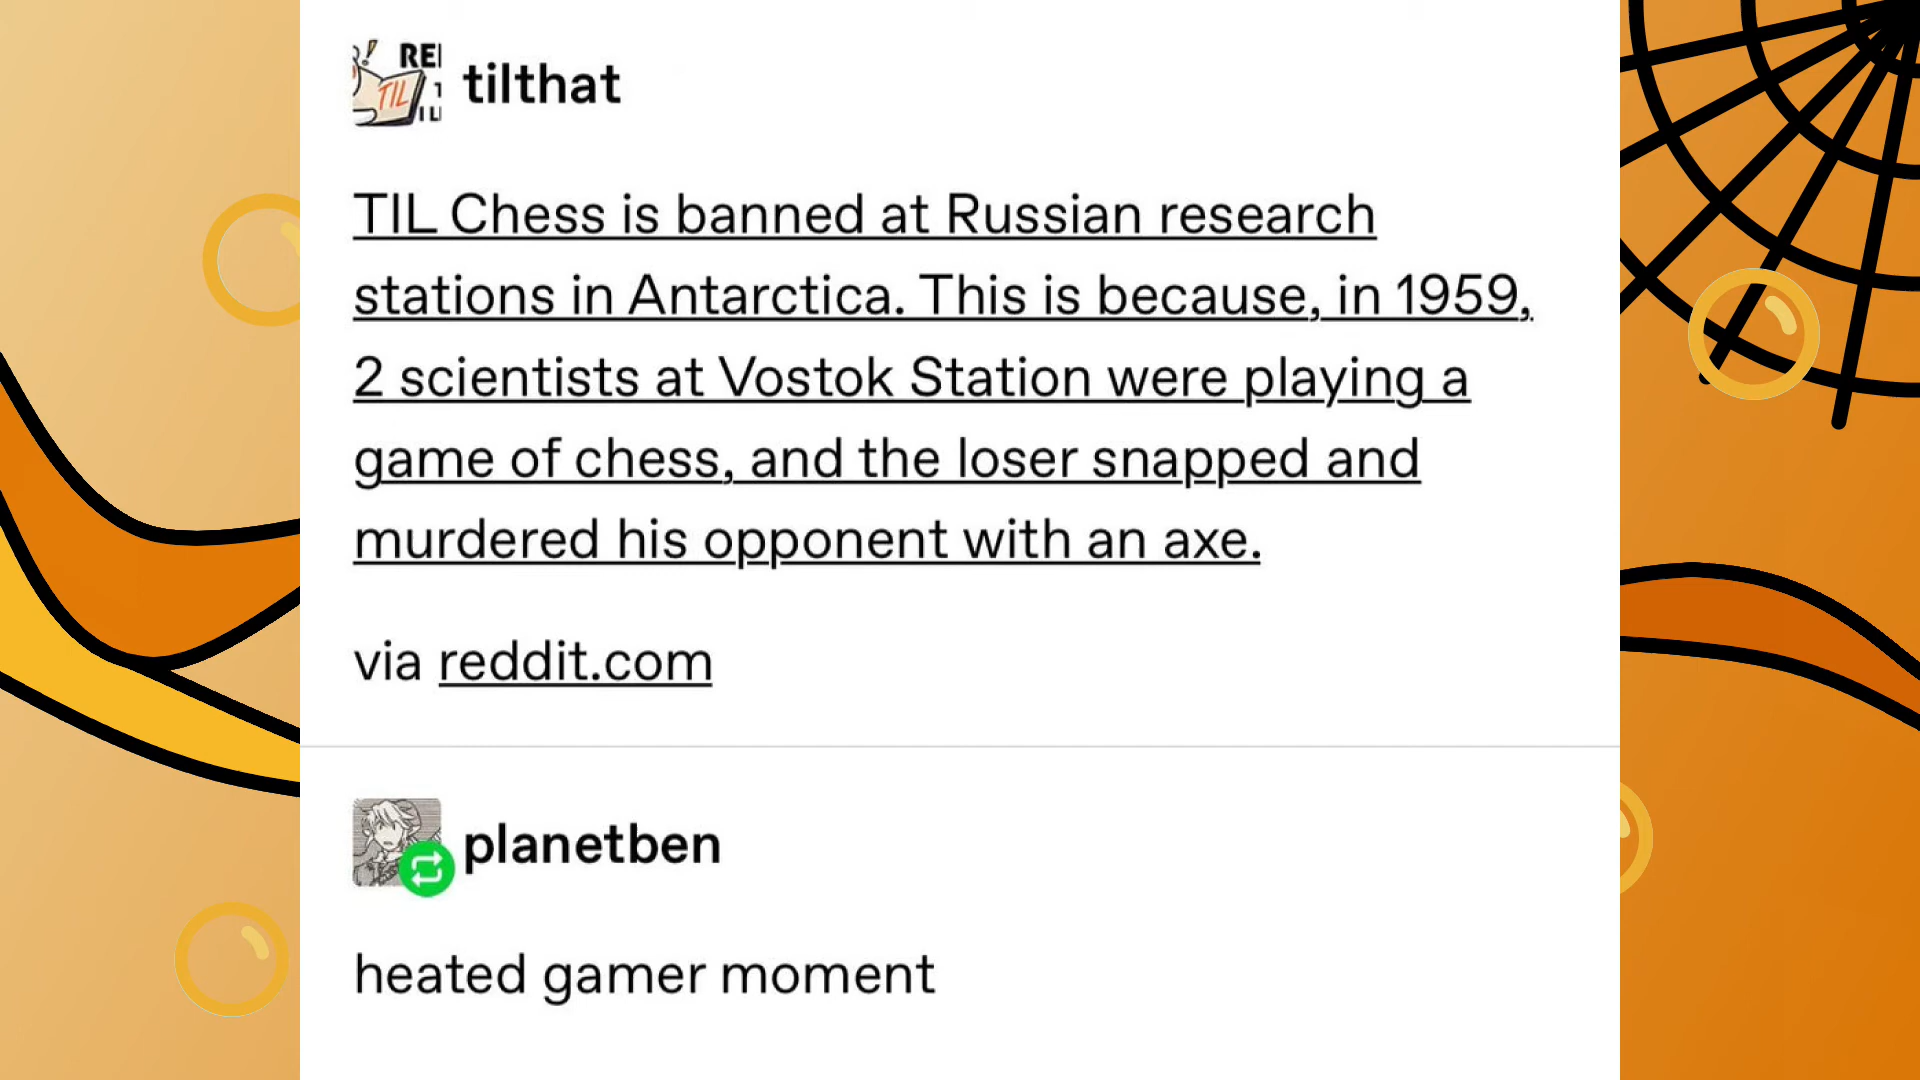 REI
TIL
tilthat
TIL Chess is banned at Russian research
stations in Antarctica. This is because, in 1959,
2 scientists at Vostok Station were playing a
game of chess, and the loser snapped and
murdered his opponent with an axe.
via reddit.com
planetben
heated gamer moment